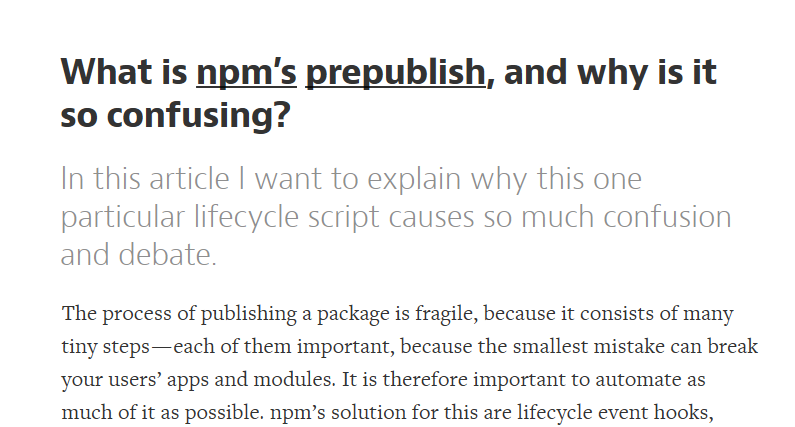 What is npm’s prepublish, and why is it
so confusing?
In this article I want to explain why this one
particular lifecycle script causes so much confusion
and debate.
The process of publishing a package is fragile, because it consists of many
tiny steps—each of them important, because the smallest mistake can break
your users’ apps and modules. It is therefore important to automate as
much of it as possible. npm’s solution for this are lifecycle event hooks,